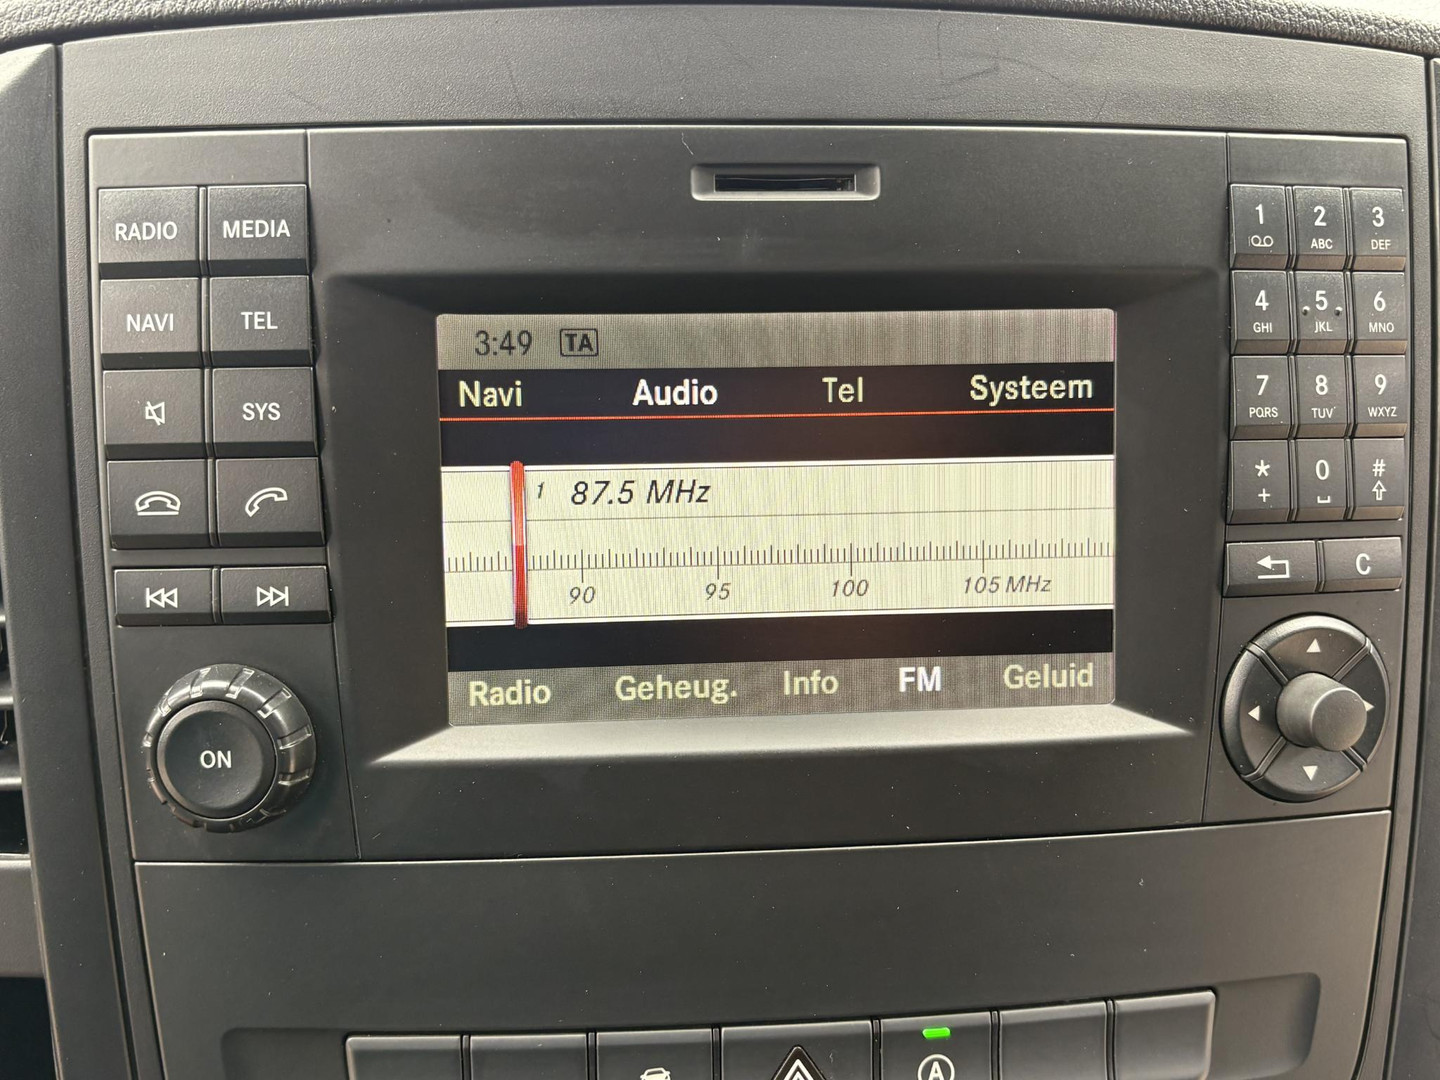 RADIO MEDIA
NAVI TEL
SYS
ON
3:49 TA
Navi Audio Tel Systeem
1 87.5 MHz
90 95 100 105 MHz
Radio Geheug. Info FM Geluid
1 2 ABC 3 DEF
4 GHI 5 JKL 6 MNO
7 PQRS 8 TUV 9 WXYZ
* + 0 #
C
A